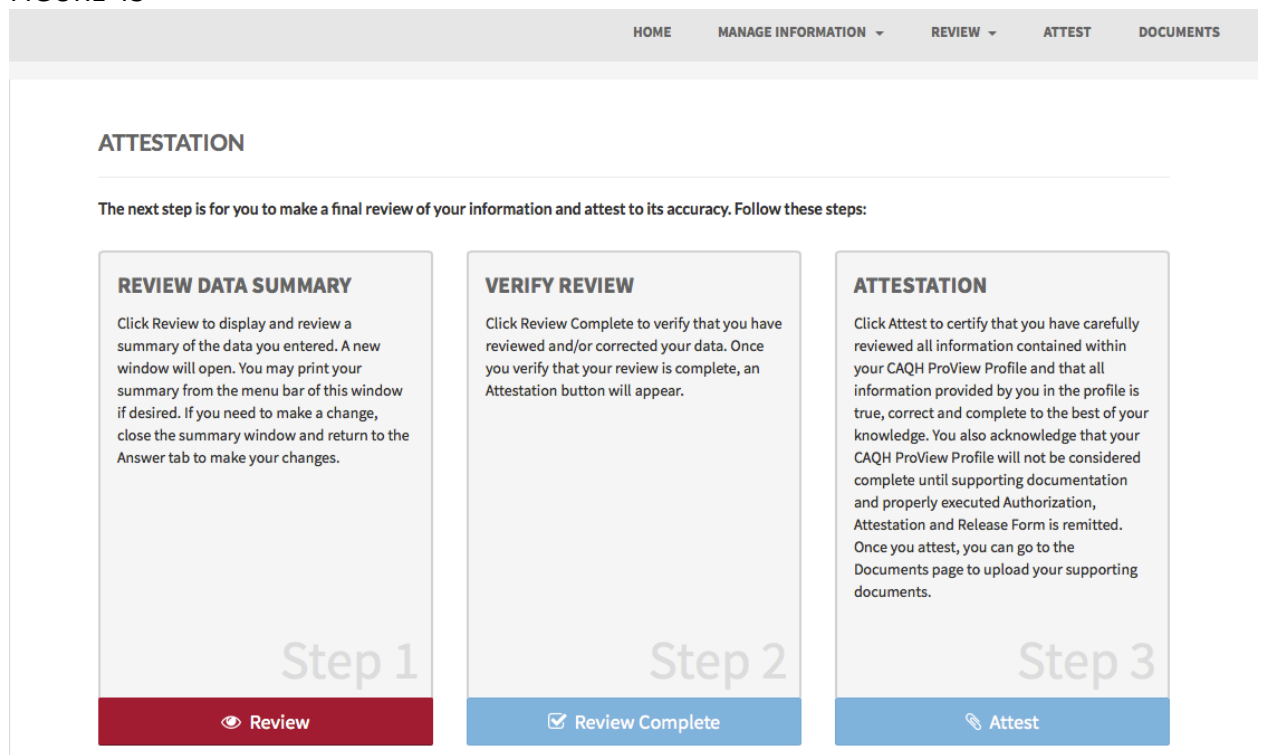 HOME MANAGE INFORMATION REVIEW ATTEST DOCUMENTS
ATTESTATION
The next step is for you to make a final review of your information and attest to its accuracy. Follow these steps:
REVIEW DATA SUMMARY
Click Review to display and review a
summary of the data you entered. A new
window will open. You may print your
summary from the menu bar of this window
if desired. If you need to make a change,
close the summary window and return to the
Answer tab to make your changes.
Step 1
Review
VERIFY REVIEW
Click Review Complete to verify that you have
reviewed and/or corrected your data. Once
you verify that your review is complete, an
Attestation button will appear.
Step 2
Review Complete
ATTESTATION
Click Attest to certify that you have carefully
reviewed all information contained within
your CAQH ProView Profile and that all
information provided by you in the profile is
true, correct and complete to the best of your
knowledge. You also acknowledge that your
CAQH ProView Profile will not be considered
complete until supporting documentation
and properly executed Authorization,
Attestation and Release Form is remitted.
Once you attest, you can go to the
Documents page to upload your supporting
documents.
Step 3
Attest